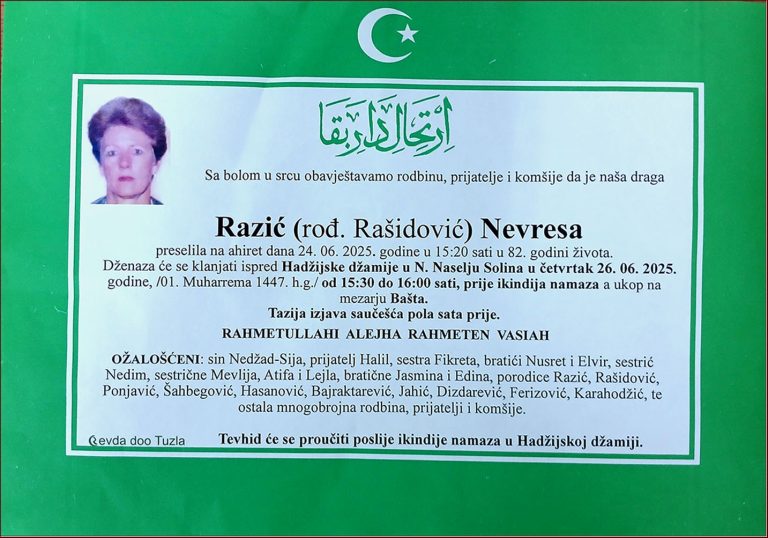 اِرْتَحَالِ دَارِ بَقَا
Sa bolom u srcu obavještavamo rodbinu, prijatelje i komšije da je naša draga
Razić (rođ. Rašidović) Nevresa
preselila na ahiret dana 24. 06. 2025. godine u 15:20 sati u 82. godini života.
Dženaza će se klanjati ispred Hadžijske džamije u N. Naselju Solina u četvrtak 26. 06. 2025.
godine, /01. Muharrema 1447. h.g./ od 15:30 do 16:00 sati, prije ikindija namaza a ukop na
mezarju Bašta.
Tazija izjava saučešća pola sata prije.
RAHMETULLAHI ALEJHA RAHMETEN VASIAH
OŽALOŠĆENI: sin Nedžad-Sija, prijatelj Halil, sestra Fikreta, bratići Nusret i Elvir, sestrić
Nedim, sestrične Mevlija, Atifa i Lejla, bratične Jasmina i Edina, porodice Razić, Rašidović,
Ponjavić, Šahbegović, Hasanović, Bajraktarević, Jahić, Dizdarević, Ferizović, Karahodžić, te
ostala mnogobrojna rodbina, prijatelji i komšije.
Revda doo Tuzla
Tevhid će se proučiti poslije ikindije namaza u Hadžijskoj džamiji.